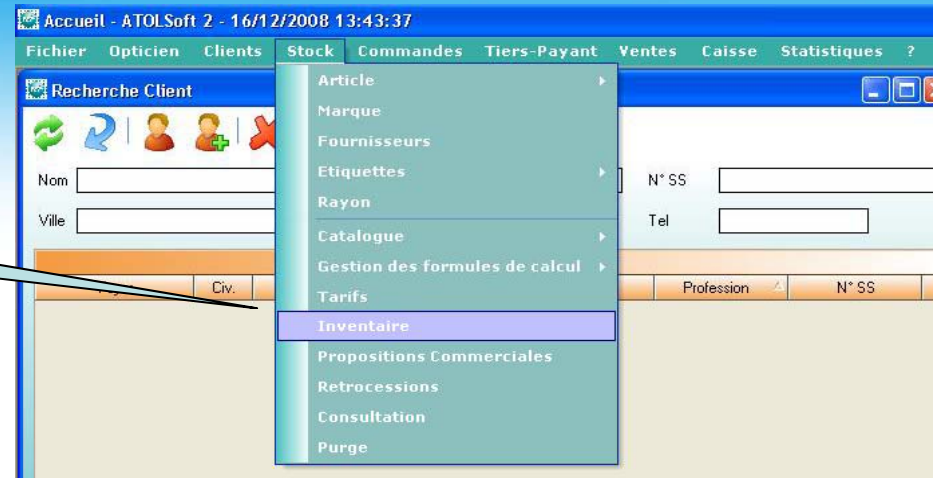 Accueil - ATOLSoft 2 - 16/12/2008 13:43:37
Fichier Opticien Clients Stock Commandes Tiers-Payant Ventes Caisse Statistiques ?
Recherche Client
Article
Marque
Fournisseurs
Etiquettes
Rayon
Catalogue
Gestion des formules de calcul
Tarifs
Inventaire
Propositions Commerciales
Retrocessions
Consultation
Purge
Nom
N° SS
Ville
Tel
Civ.
Profession
N° SS